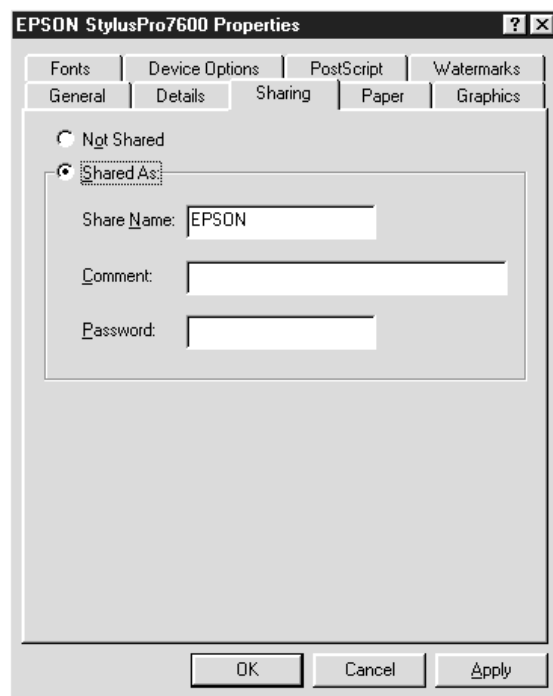 EPSON StylusPro7600 Properties
Fonts Device Options PostScript Watermarks
General Details Sharing Paper Graphics
Not Shared
Shared As:
Share Name: EPSON
Comment:
Password:
OK Cancel Apply